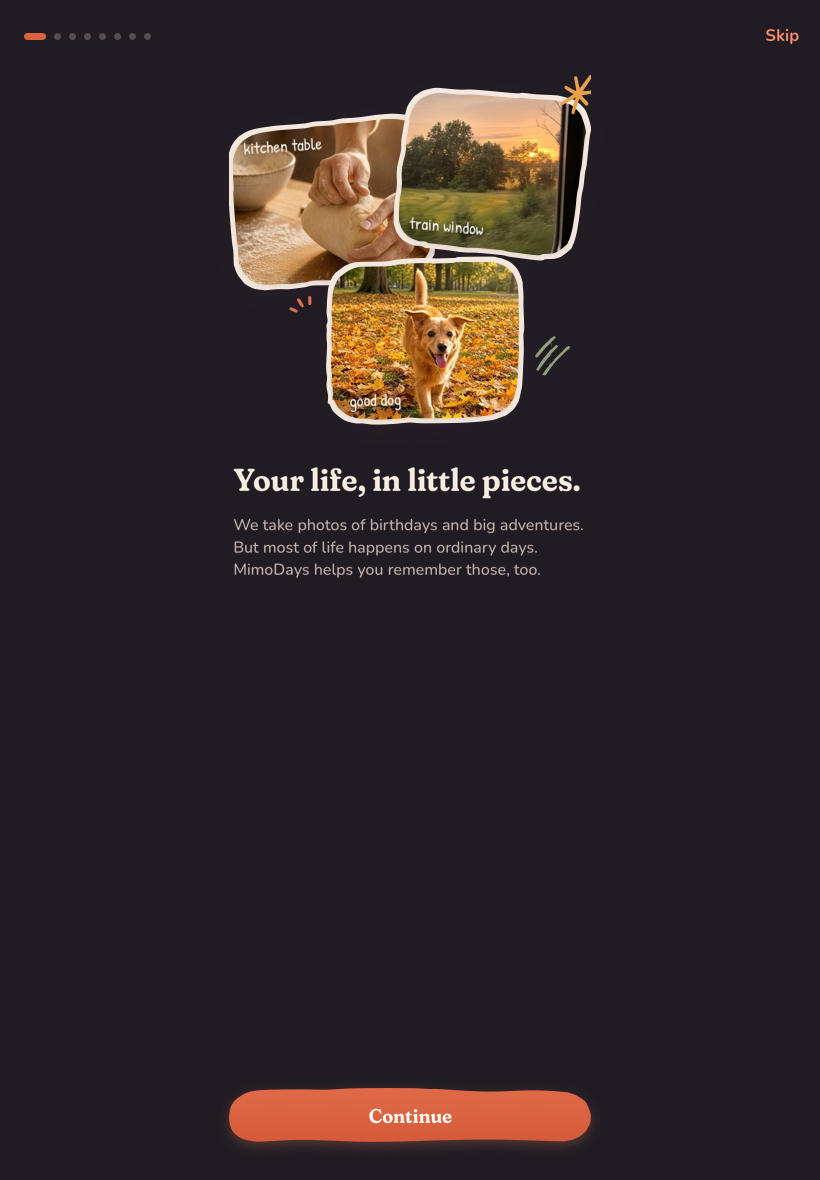 Skip
kitchen table
train window
good dog
Your life, in little pieces.
We take photos of birthdays and big adventures.
But most of life happens on ordinary days.
MimoDays helps you remember those, too.
Continue